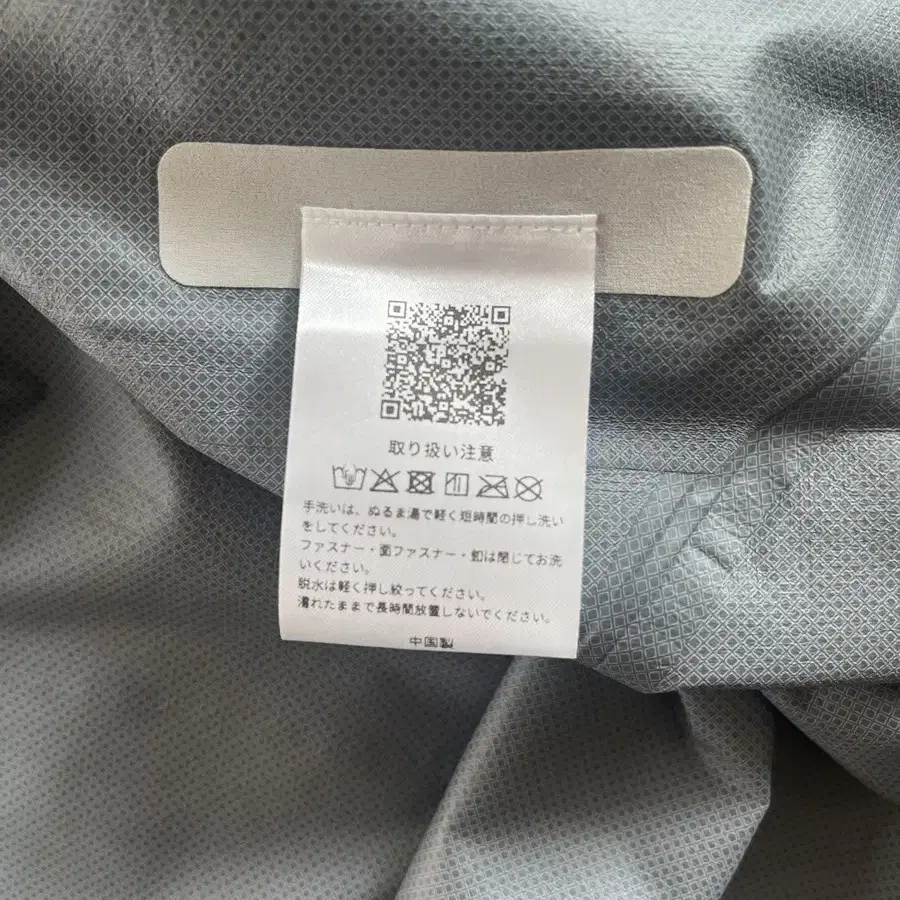 取り扱い注意
手洗いは、ぬるま湯で軽く短時間の押し洗い
をしてください。
ファスナー・面ファスナー・釦は閉じてお洗
いください。
脱水は軽く押し絞ってください。
濡れたままで長時間放置しないでください。
中国製